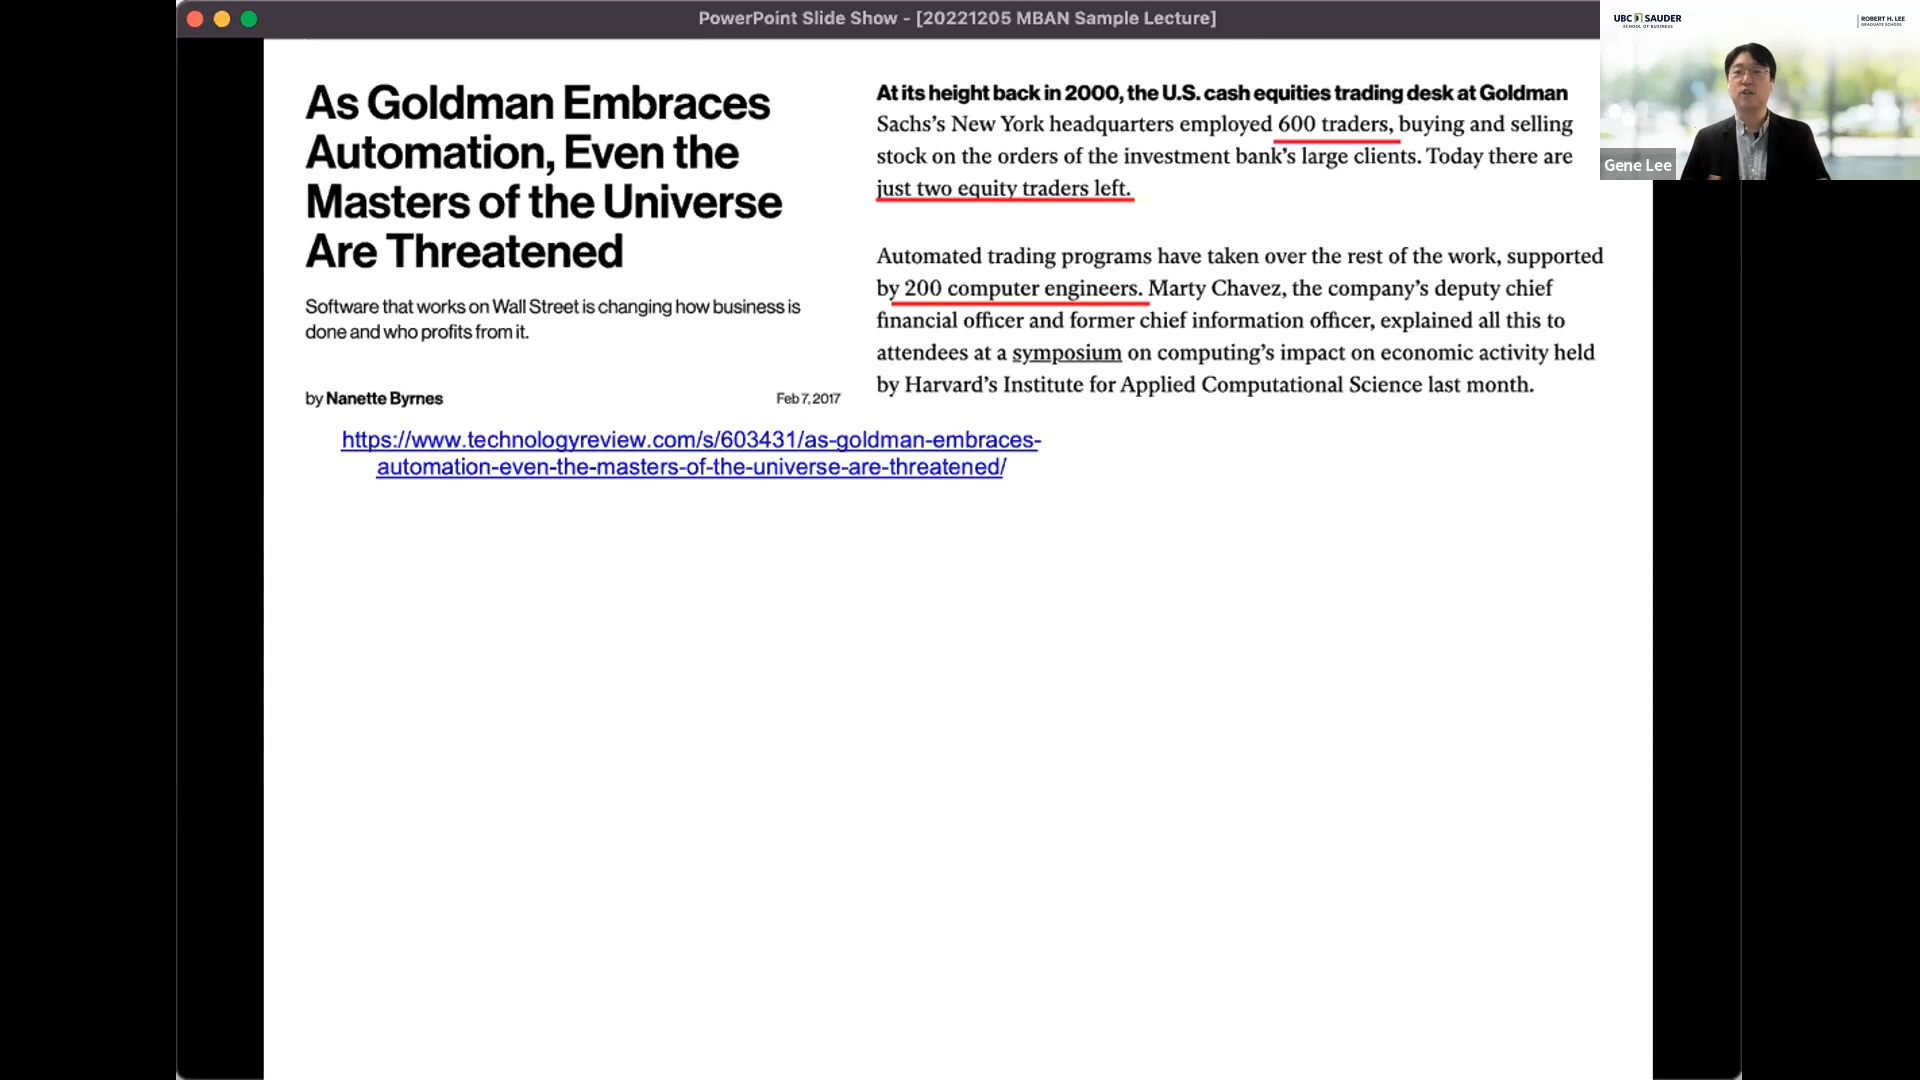 PowerPoint Slide Show - [20221205 MBAN Sample Lecture]
UBC SAUDER
SCHOOL OF BUSINESS
ROBERT H. LEE
GRADUATE SCHOOL
Gene Lee
As Goldman Embraces
Automation, Even the
Masters of the Universe
Are Threatened
Software that works on Wall Street is changing how business is
done and who profits from it.
by Nanette Byrnes
Feb 7, 2017
https://www.technologyreview.com/s/603431/as-goldman-embraces-
automation-even-the-masters-of-the-universe-are-threatened/
At its height back in 2000, the U.S. cash equities trading desk at Goldman
Sachs’s New York headquarters employed 600 traders, buying and selling
stock on the orders of the investment bank’s large clients. Today there are
just two equity traders left.
Automated trading programs have taken over the rest of the work, supported
by 200 computer engineers. Marty Chavez, the company’s deputy chief
financial officer and former chief information officer, explained all this to
attendees at a symposium on computing’s impact on economic activity held
by Harvard’s Institute for Applied Computational Science last month.